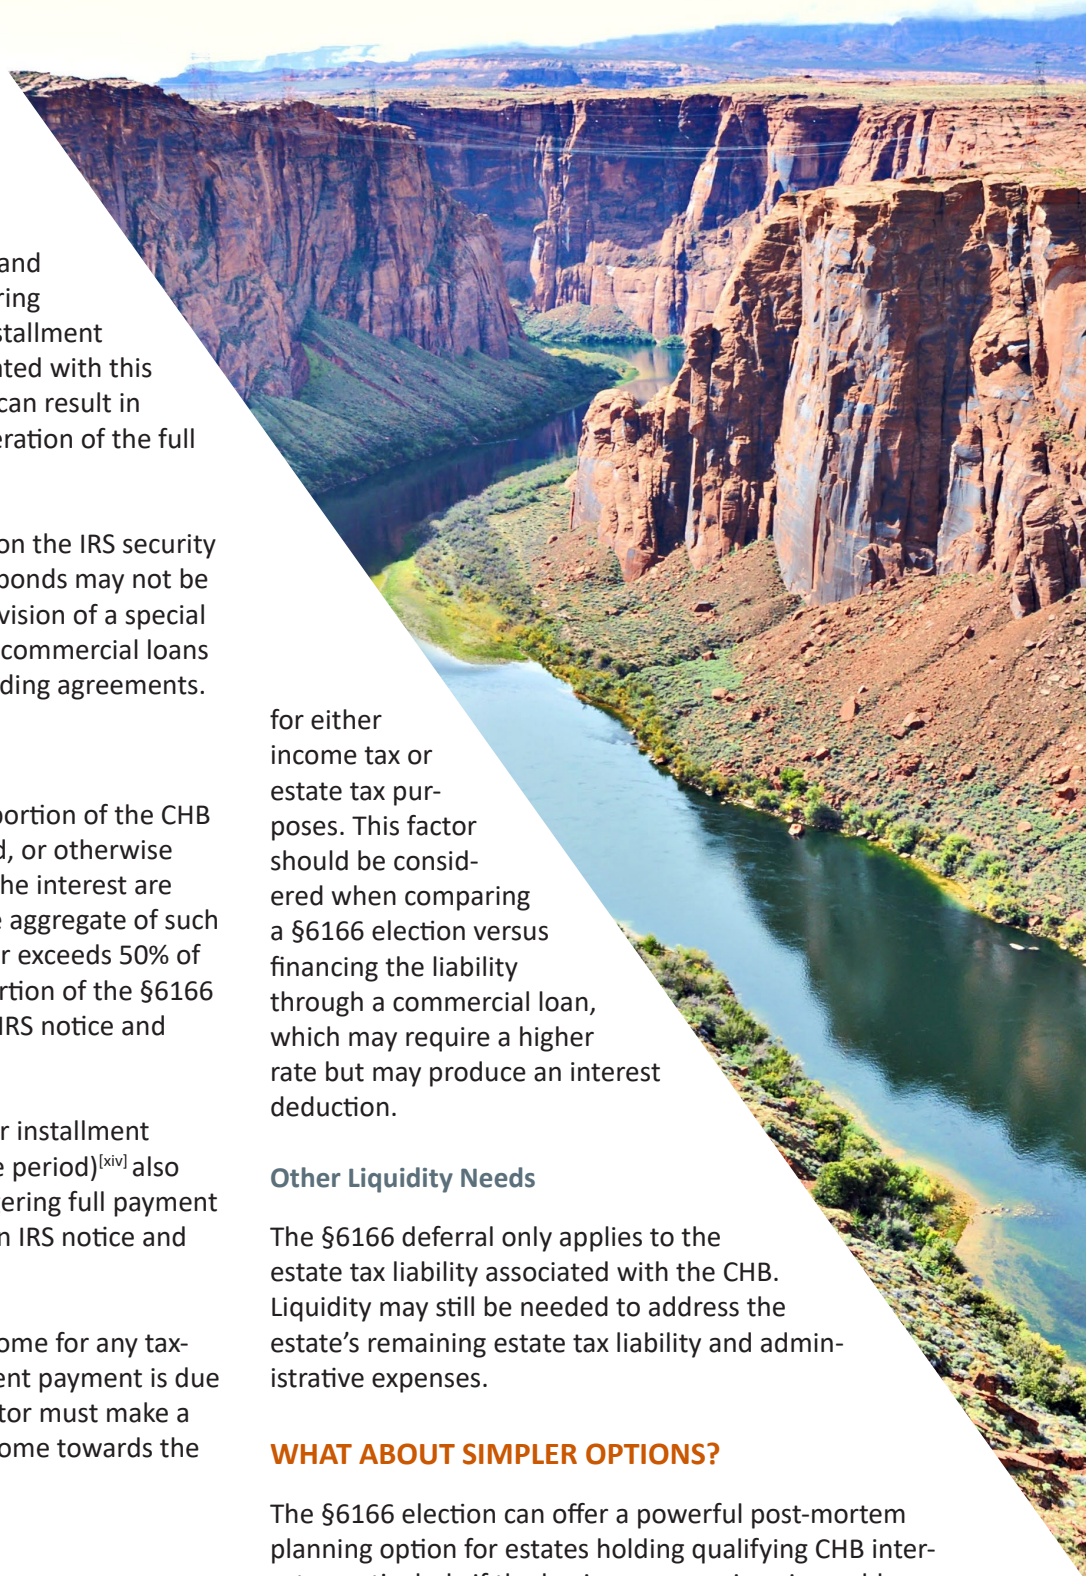 and
ring
stallment
ted with this
can result in
eration of the full
on the IRS security
bonds may not be
vision of a special
commercial loans
ding agreements.
portion of the CHB
d, or otherwise
he interest are
e aggregate of such
r exceeds 50% of
rtion of the §6166
IRS notice and
r installment
e period)[xiv] also
ering full payment
n IRS notice and
ome for any tax-
ent payment is due
tor must make a
ome towards the
for either
income tax or
estate tax pur-
poses. This factor
should be consid-
ered when comparing
a §6166 election versus
financing the liability
through a commercial loan,
which may require a higher
rate but may produce an interest
deduction.
Other Liquidity Needs
The §6166 deferral only applies to the
estate tax liability associated with the CHB.
Liquidity may still be needed to address the
estate's remaining estate tax liability and admin-
istrative expenses.
WHAT ABOUT SIMPLER OPTIONS?
The §6166 election can offer a powerful post-mortem
planning option for estates holding qualifying CHB inter-